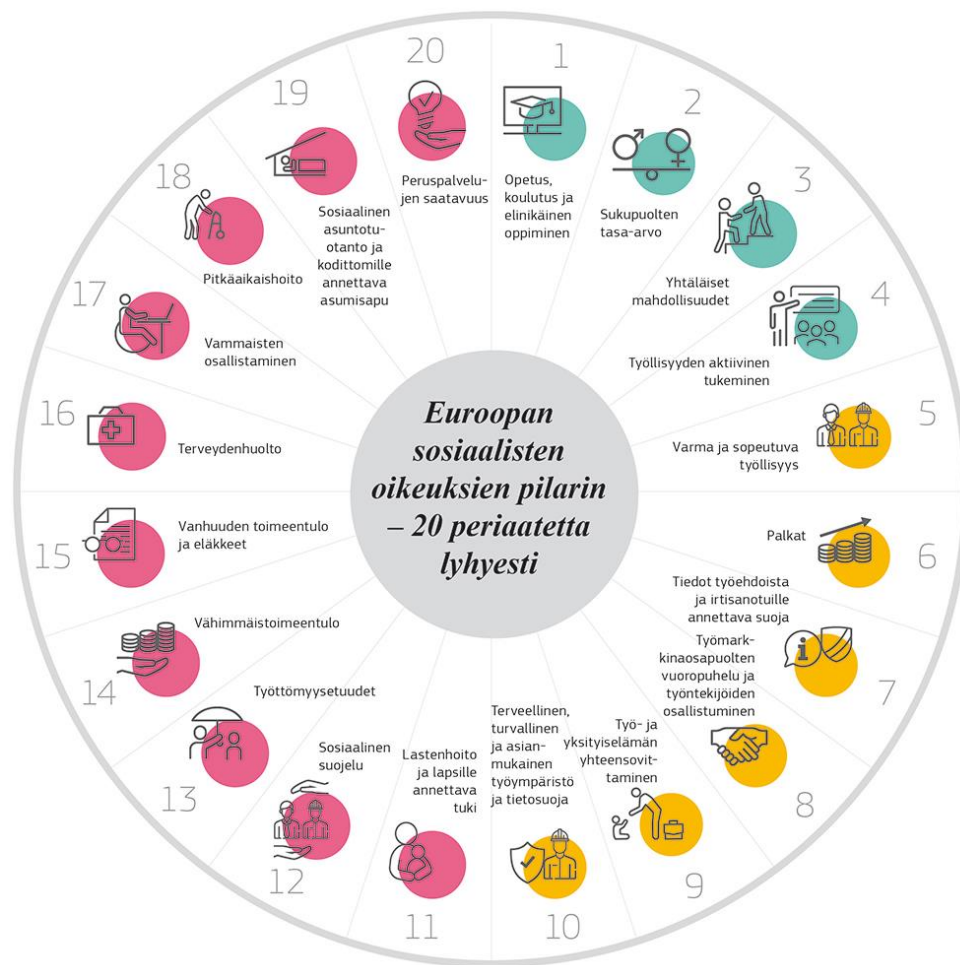 Euroopan
sosiaalisten
oikeuksien pilarin
– 20 periaatetta
lyhyesti
1
Opetus,
koulutus ja
elinikäinen
oppiminen
2
Sukupuolten
tasa-arvo
3
Yhtäläiset
mahdollisuudet
4
Työllisyyden aktiivinen
tukeminen
5
Varma ja sopeutuva
työllisyys
6
Palkat
7
Tiedot työehdoista
ja irtisanotuille
annettava suoja
8
Työmark-
kinaosapuolten
vuoropuhelu ja
työntekijöiden
osallistuminen
9
Työ- ja
yksityiselämän
yhteensovit-
taminen
10
Terveellinen,
turvallinen
ja asian-
mukainen
työympäristö
ja tietosuoja
11
Lastenhoito
ja lapsille
annettava
tuki
12
Sosiaalinen
suojelu
13
Työttömyysetuudet
14
Vähimmäistoimeentulo
15
Vanhuuden toimeentulo
ja eläkkeet
16
Terveydenhuolto
17
Vammaisten
osallistaminen
18
Pitkäaikaishoito
19
Sosiaalinen
asuntotu-
otanto ja
kodittomille
annettava
asumisapu
20
Peruspalvelu-
jen saatavuus